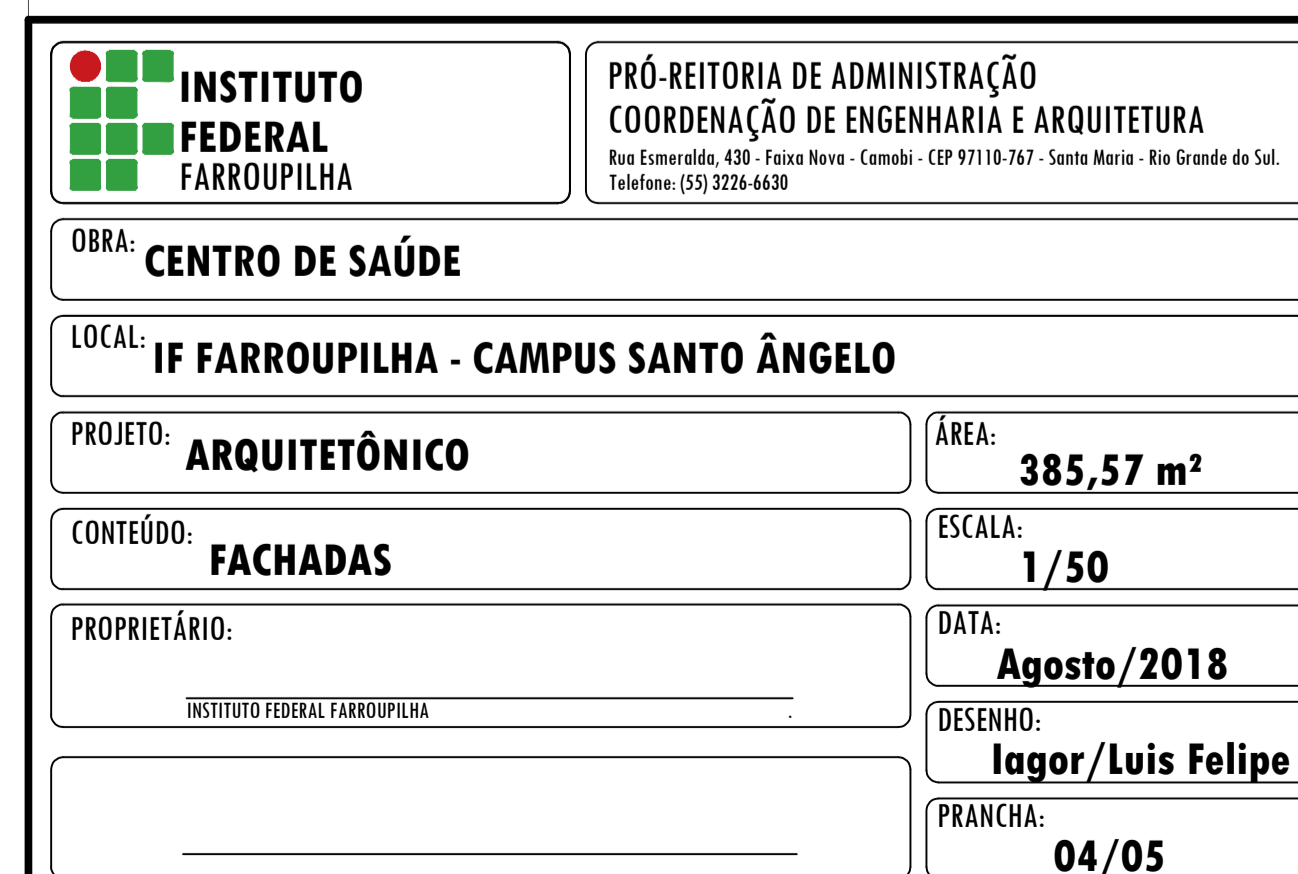 INSTITUTO
FEDERAL
FARROUPILHA
PRÓ-REITORIA DE ADMINISTRAÇÃO
COORDENAÇÃO DE ENGENHARIA E ARQUITETURA
Rua Esmeralda, 430 - Faixa Nova - Camobi - CEP 97110-767 - Santa Maria - Rio Grande do Sul.
Telefone: (55) 3226-6630
OBRA: CENTRO DE SAÚDE
LOCAL: IF FARROUPILHA - CAMPUS SANTO ÂNGELO
PROJETO: ARQUITETÔNICO
ÁREA:
385,57 m²
CONTEÚDO: FACHADAS
ESCALA:
1/50
PROPRIETÁRIO:
INSTITUTO FEDERAL FARROUPILHA .
DATA:
Agosto/2018
DESENHO:
Iagor/Luis Felipe
PRANCHA:
04/05